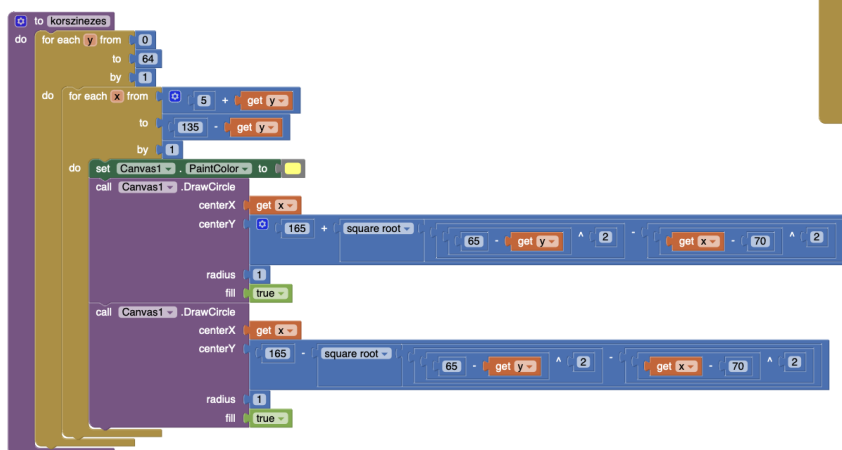 to korszinezes
do for each y from 0
to 64
by 1
do for each x from 5 + get y
to 135 - get y
by 1
do set Canvas1 . PaintColor to
call Canvas1 .DrawCircle
centerX get x
centerY 165 + square root 65 - get y ^ 2 - get x - 70 ^ 2
radius 1
fill true
call Canvas1 .DrawCircle
centerX get x
centerY 165 - square root 65 - get y ^ 2 - get x - 70 ^ 2
radius 1
fill true